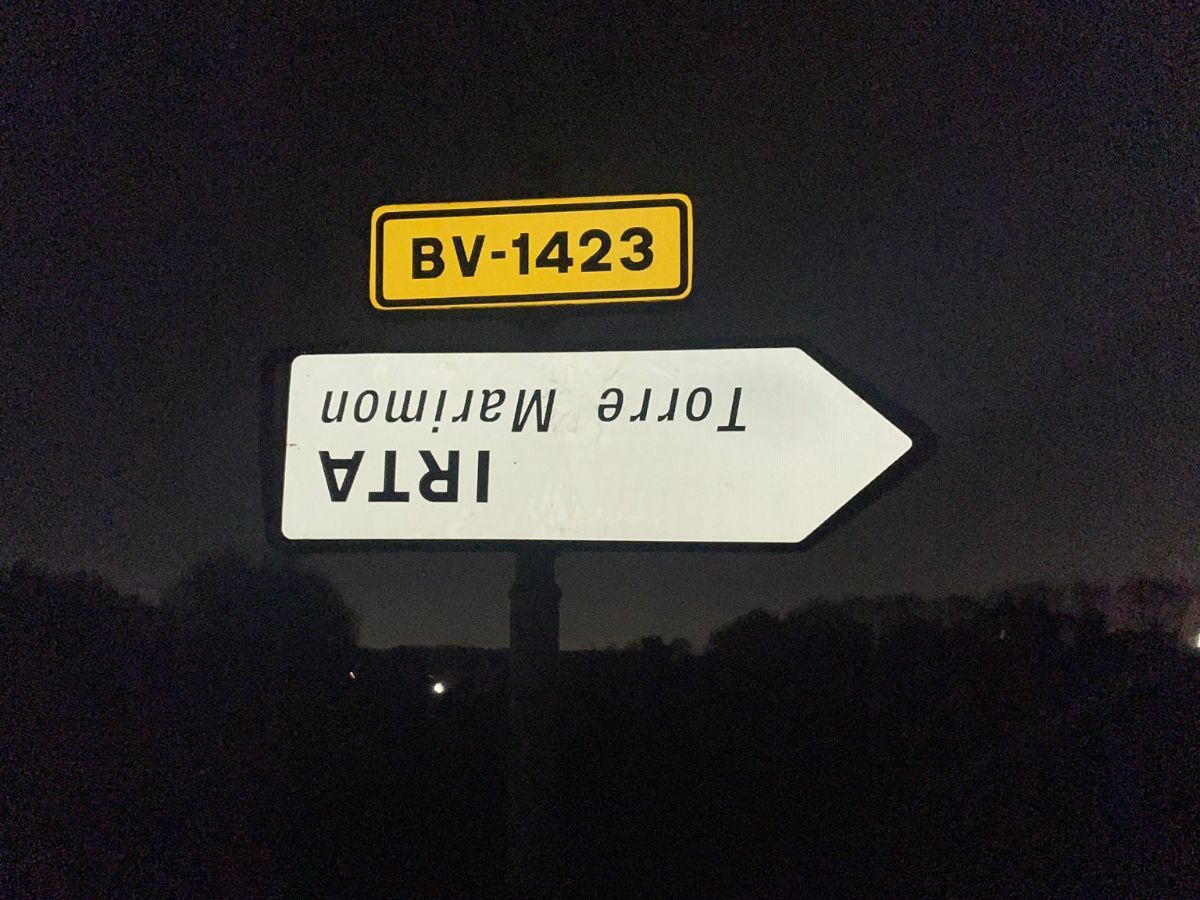 BV-1423
IRTA
Torre Marimon